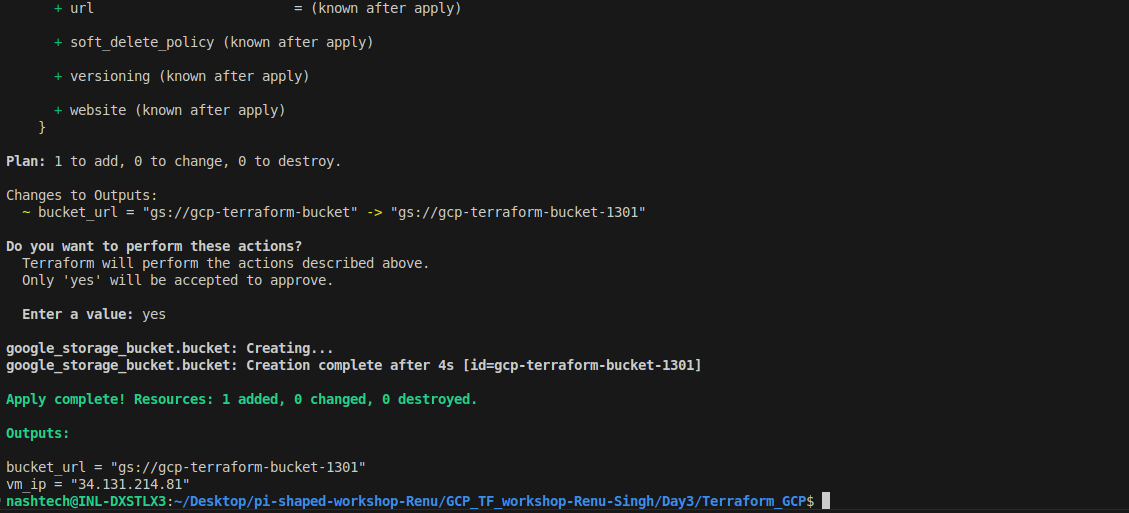 + url = (known after apply)
+ soft_delete_policy (known after apply)
+ versioning (known after apply)
+ website (known after apply)
}
Plan: 1 to add, 0 to change, 0 to destroy.
Changes to Outputs:
~ bucket_url = "gs://gcp-terraform-bucket" -> "gs://gcp-terraform-bucket-1301"
Do you want to perform these actions?
Terraform will perform the actions described above.
Only 'yes' will be accepted to approve.
Enter a value: yes
google_storage_bucket.bucket: Creating...
google_storage_bucket.bucket: Creation complete after 4s [id=gcp-terraform-bucket-1301]
Apply complete! Resources: 1 added, 0 changed, 0 destroyed.
Outputs:
bucket_url = "gs://gcp-terraform-bucket-1301"
vm_ip = "34.131.214.81"
nashtech@INL-DXSTLX3:~/Desktop/pi-shaped-workshop-Renu/GCP_TF_workshop-Renu-Singh/Day3/Terraform_GCP$